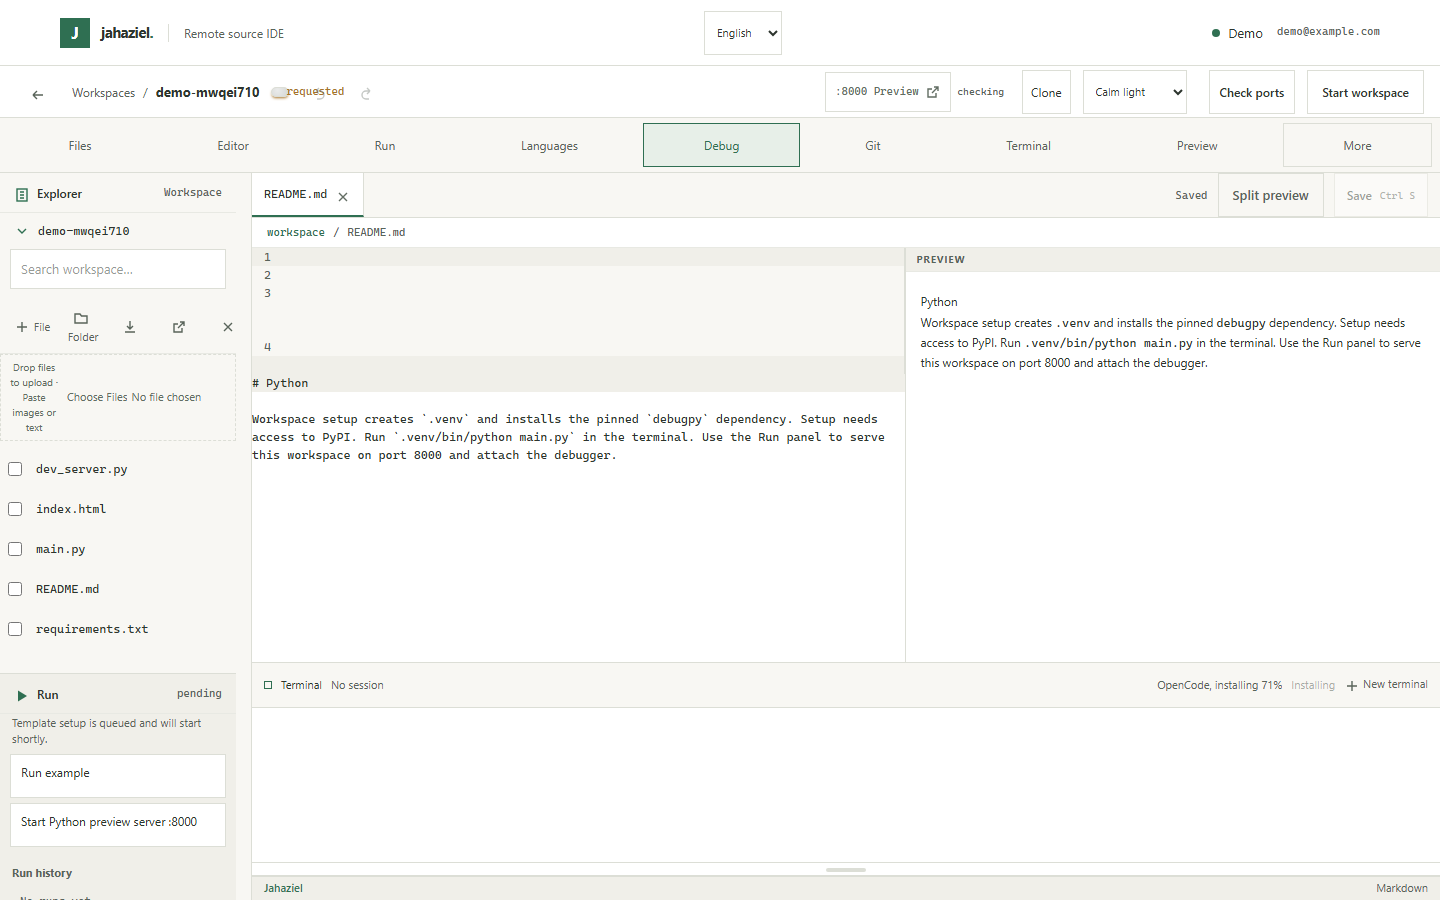 J jahaziel. Remote source IDE English Demo demo@example.com
Workspaces / demo-mwqei710 requested :8000 Preview checking Clone Calm light Check ports Start workspace
Files Editor Run Languages Debug Git Terminal Preview More
Explorer Workspace
README.md Saved Split preview Save Ctrl S
demo-mwqei710
workspace / README.md
Search workspace...
File
Folder
Drop files
to upload ·
Paste
images or
text
Choose Files No file chosen
dev_server.py
index.html
main.py
README.md
requirements.txt
Run pending
Template setup is queued and will start
shortly.
Run example
Start Python preview server :8000
Run history
1
2
3
4
# Python
Workspace setup creates `.venv` and installs the pinned `debugpy` dependency. Setup needs
access to PyPI. Run `.venv/bin/python main.py` in the terminal. Use the Run panel to serve
this workspace on port 8000 and attach the debugger.
PREVIEW
Python
Workspace setup creates .venv and installs the pinned debugpy dependency. Setup needs
access to PyPI. Run .venv/bin/python main.py in the terminal. Use the Run panel to serve
this workspace on port 8000 and attach the debugger.
Terminal No session OpenCode, installing 71% Installing New terminal
Jahaziel Markdown